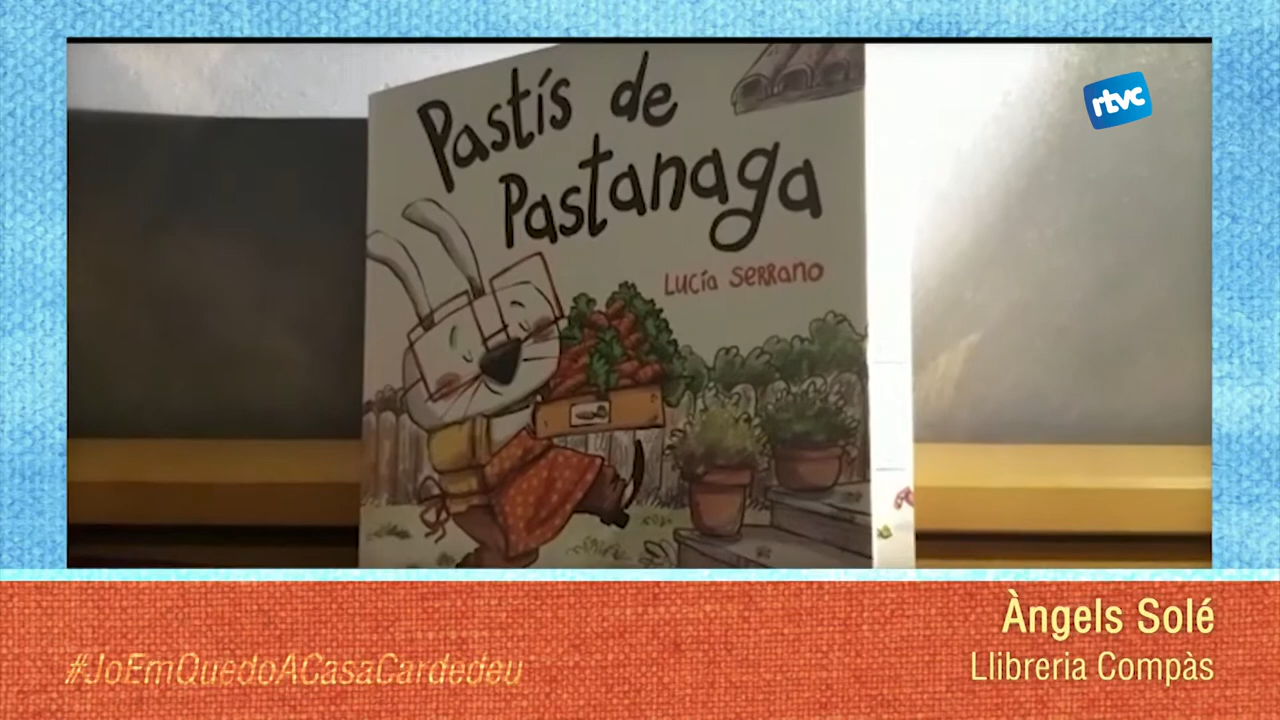 Pastís de
Pastanaga
Lucía Serrano
rtvc
Àngels Solé
#JoEmQuedoACasaCardedeu
Llibreria Compàs